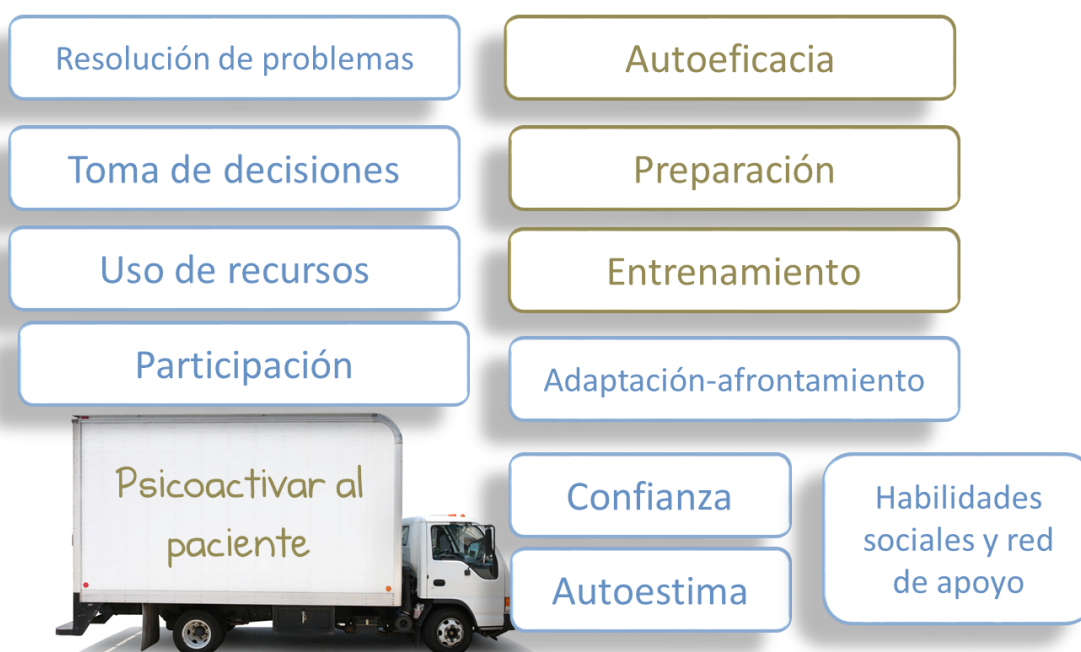 Resolución de problemas
Autoeficacia
Toma de decisiones
Preparación
Uso de recursos
Entrenamiento
Participación
Adaptación-afrontamiento
Psicoactivar al
paciente
Confianza
Autoestima
Habilidades
sociales y red
de apoyo